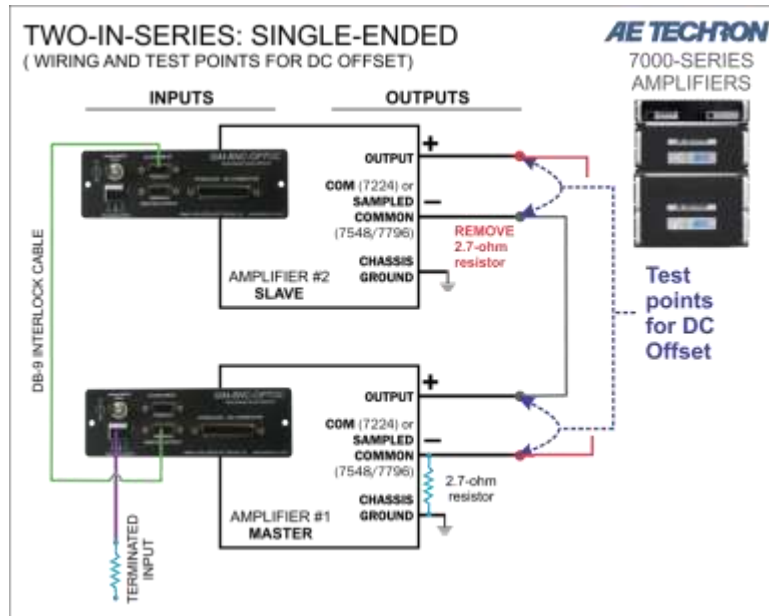 TWO-IN-SERIES: SINGLE-ENDED
( WIRING AND TEST POINTS FOR DC OFFSET)
AE TECHRON
7000-SERIES
AMPLIFIERS
INPUTS
OUTPUTS
+
OUTPUT
COM (7224) or
SAMPLED –
COMMON
(7548/7796)
REMOVE
2.7-ohm
resistor
CHASSIS
GROUND
AMPLIFIER #2
SLAVE
DB-9 INTERLOCK CABLE
Test
points
for DC
Offset
+
OUTPUT
COM (7224) or
SAMPLED –
COMMON
(7548/7796)
2.7-ohm
resistor
CHASSIS
GROUND
AMPLIFIER #1
MASTER
TERMINATED
INPUT